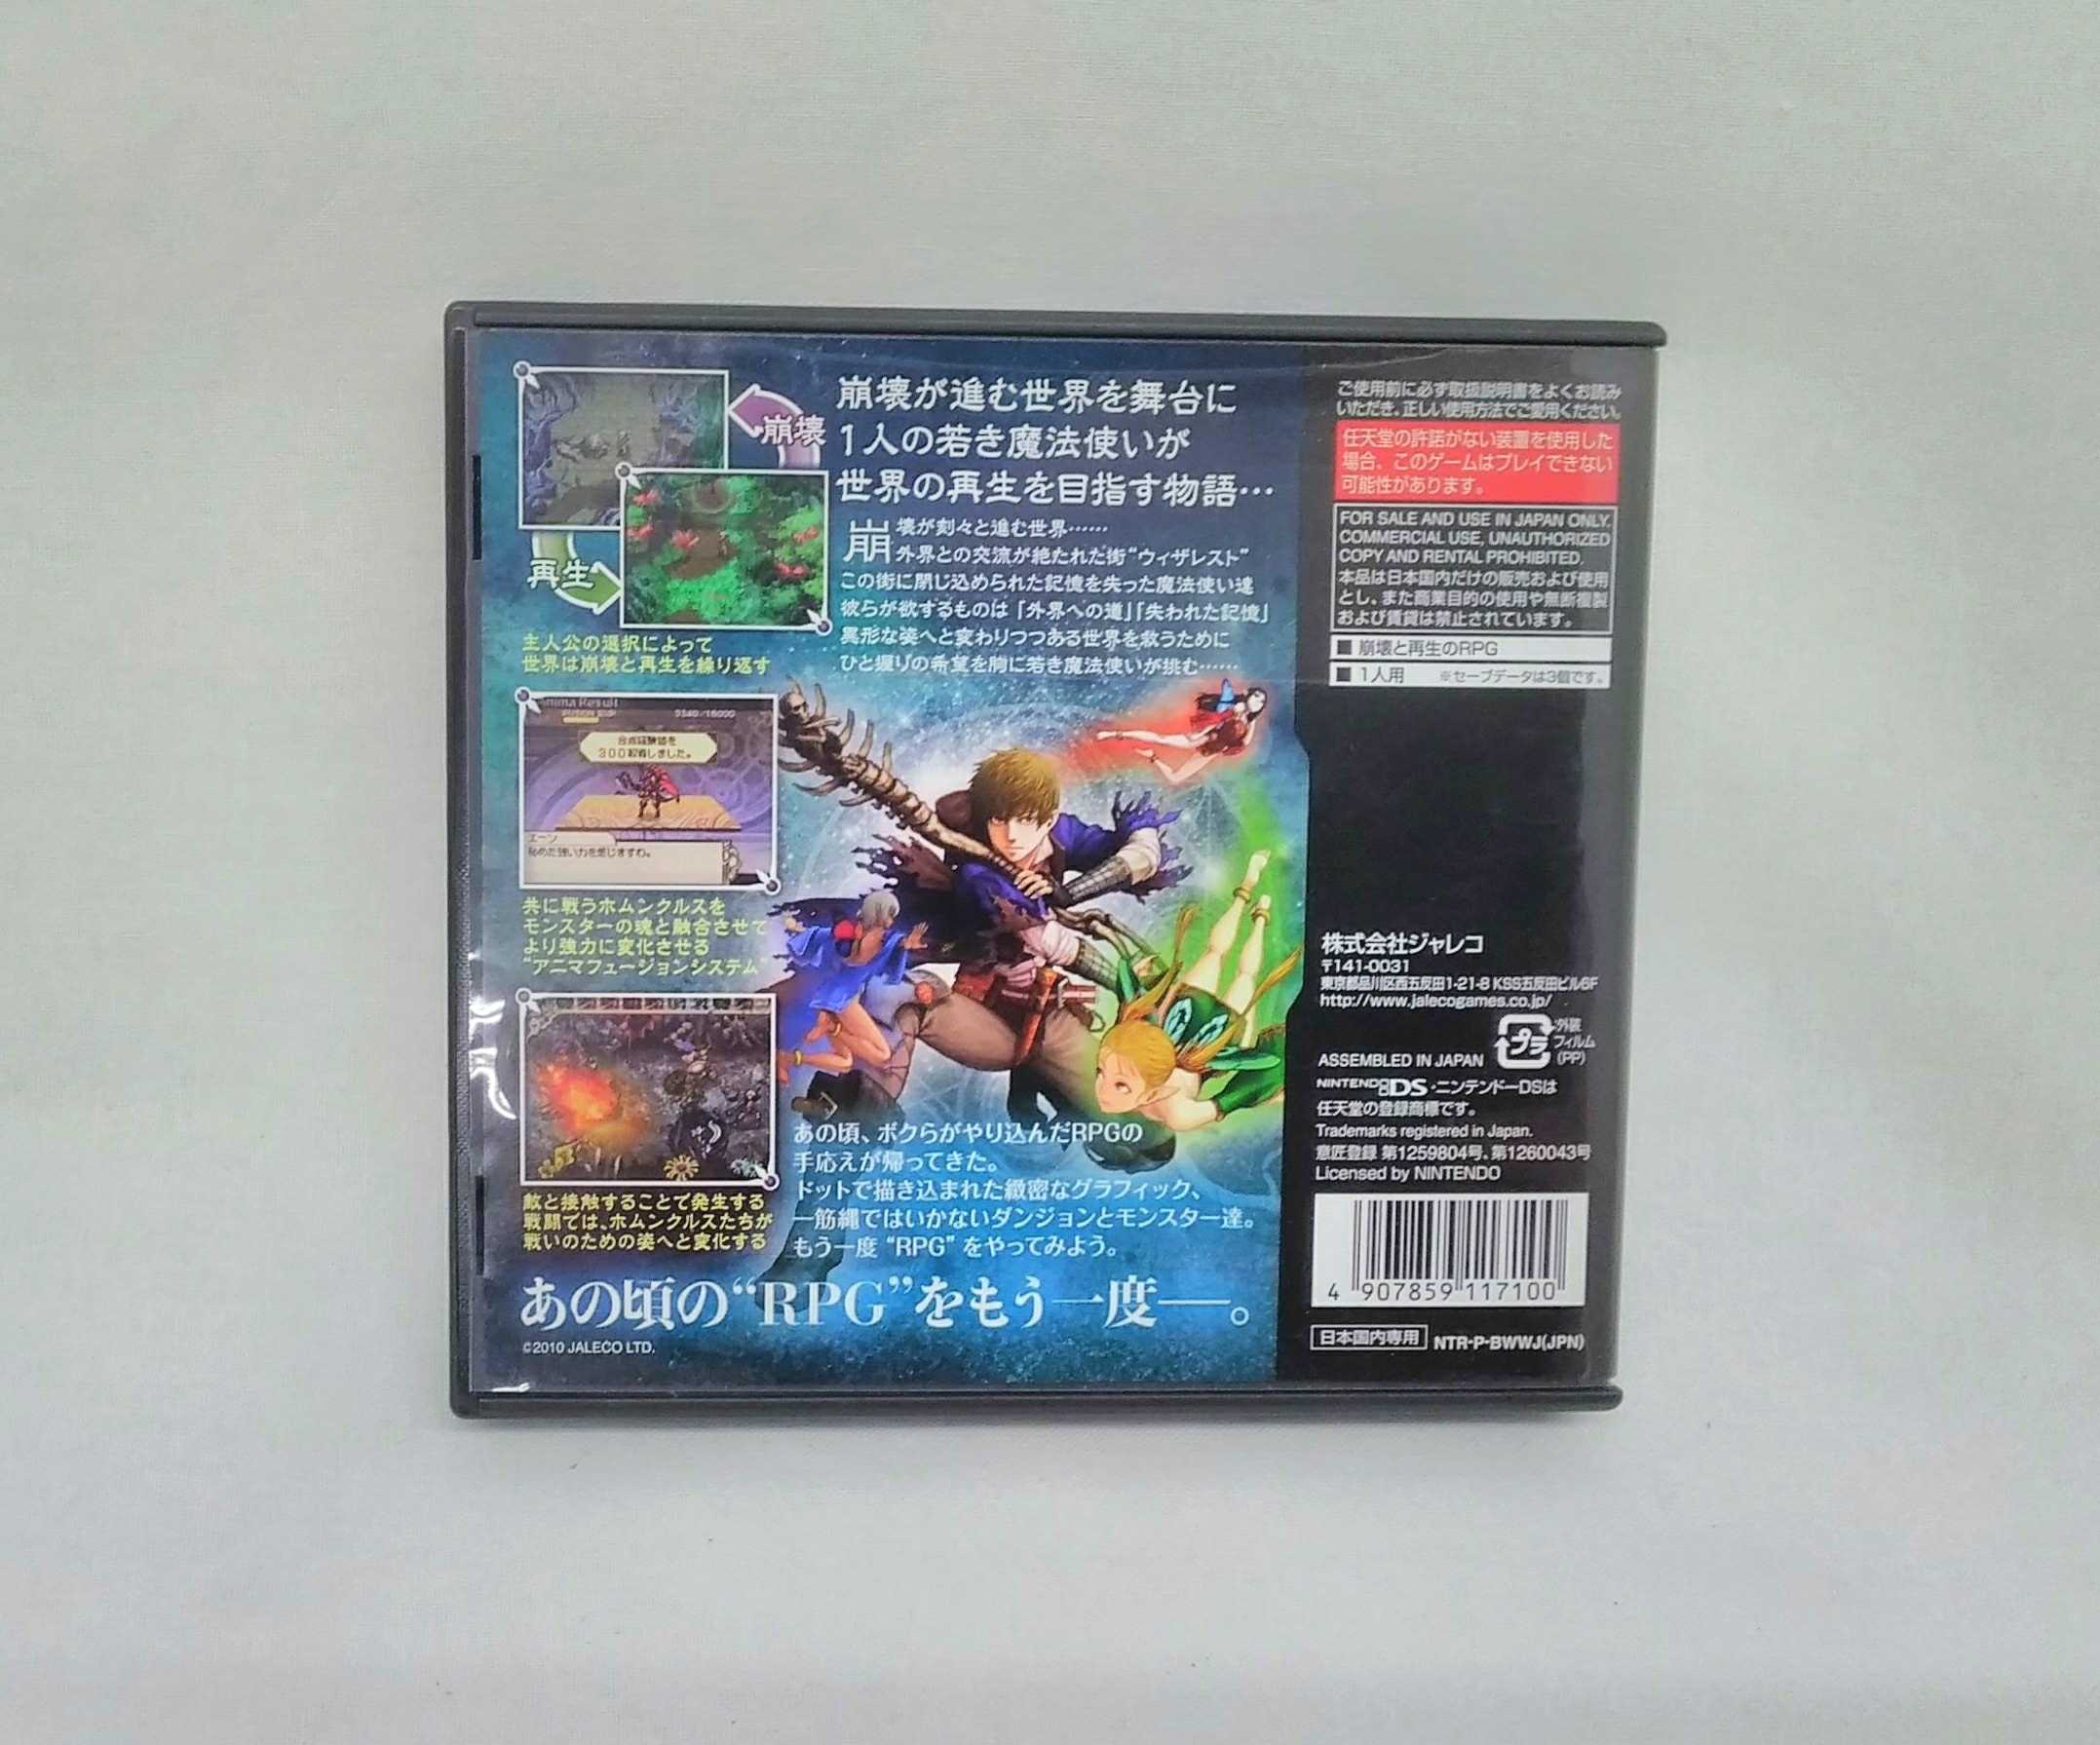 崩壊
再生
主人公の選択によって
世界は崩壊と再生を繰り返す
崩壊が進む世界を舞台に
1人の若き魔法使いが
世界の再生を目指す物語…
崩壊が刻々と進む世界……
外界との交流が絶たれた街“ウィザレスト”
この街に閉じ込められた記憶を失った魔法使い達
彼らが欲するものは「外界への道」「失われた記憶」
異形な姿へと変わりつつある世界を救うために
ひと握りの希望を胸に若き魔法使いが挑む……
Anima Result
300取得しました。
エーン
秘めた強い力を感じますわ。
共に戦うホムンクルスを
モンスターの魂と融合させて
より強力に変化させる
“アニマフュージョンシステム”
敵と接触することで発生する
戦闘では、ホムンクルスたちが
戦いのための姿へと変化する
あの頃、ボクらがやり込んだRPGの
手応えが帰ってきた。
ドットで描き込まれた緻密なグラフィック、
一筋縄ではいかないダンジョンとモンスター達。
もう一度 “RPG” をやってみよう。
あの頃の“RPG”をもう一度──。
©2010 JALECO LTD.
ご使用前に必ず取扱説明書をよくお読み
いただき、正しい使用方法でご愛用ください。
任天堂の許諾がない装置を使用した
場合、このゲームはプレイできない
可能性があります。
FOR SALE AND USE IN JAPAN ONLY.
COMMERCIAL USE, UNAUTHORIZED
COPY AND RENTAL PROHIBITED.
本品は日本国内だけの販売および使用
とし、また商業目的の使用や無断複製
および賃貸は禁止されています。
■ 崩壊と再生のRPG
■ 1人用 ※セーブデータは3個です。
株式会社ジャレコ
〒141-0031
東京都品川区西五反田1-21-8 KSS五反田ビル6F
http://www.jalecogames.co.jp/
プラ 外装
フィルム
(PP)
ASSEMBLED IN JAPAN
NINTENDO DS・ニンテンドーDSは
任天堂の登録商標です。
Trademarks registered in Japan.
意匠登録 第1259804号、第1260043号
Licensed by NINTENDO
4 907859 117100
日本国内専用 NTR-P-BWWJ(JPN)